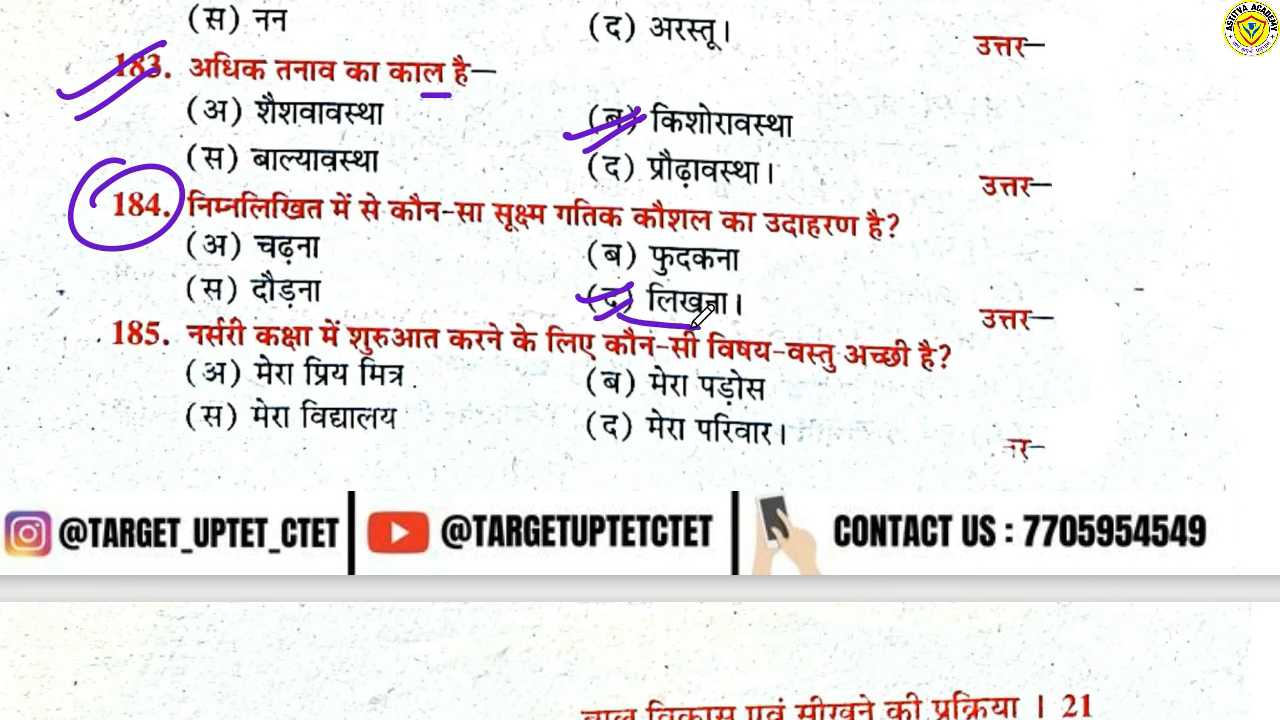 (स) नन (द) अरस्तू। उत्तर–
183. अधिक तनाव का काल है—
(अ) शैशवावस्था (ब) किशोरावस्था
(स) बाल्यावस्था (द) प्रौढ़ावस्था। उत्तर–
184. निम्नलिखित में से कौन-सा सूक्ष्म गतिक कौशल का उदाहरण है?
(अ) चढ़ना (ब) फुदकना
(स) दौड़ना (द) लिखना। उत्तर–
185. नर्सरी कक्षा में शुरुआत करने के लिए कौन-सी विषय-वस्तु अच्छी है?
(अ) मेरा प्रिय मित्र (ब) मेरा पड़ोस
(स) मेरा विद्यालय (द) मेरा परिवार।
@TARGET_UPTET_CTET @TARGETUPTETCTET CONTACT US : 7705954549
बाल विकास एवं सीखने की प्रक्रिया । 21
ASTITVA ACADEMY